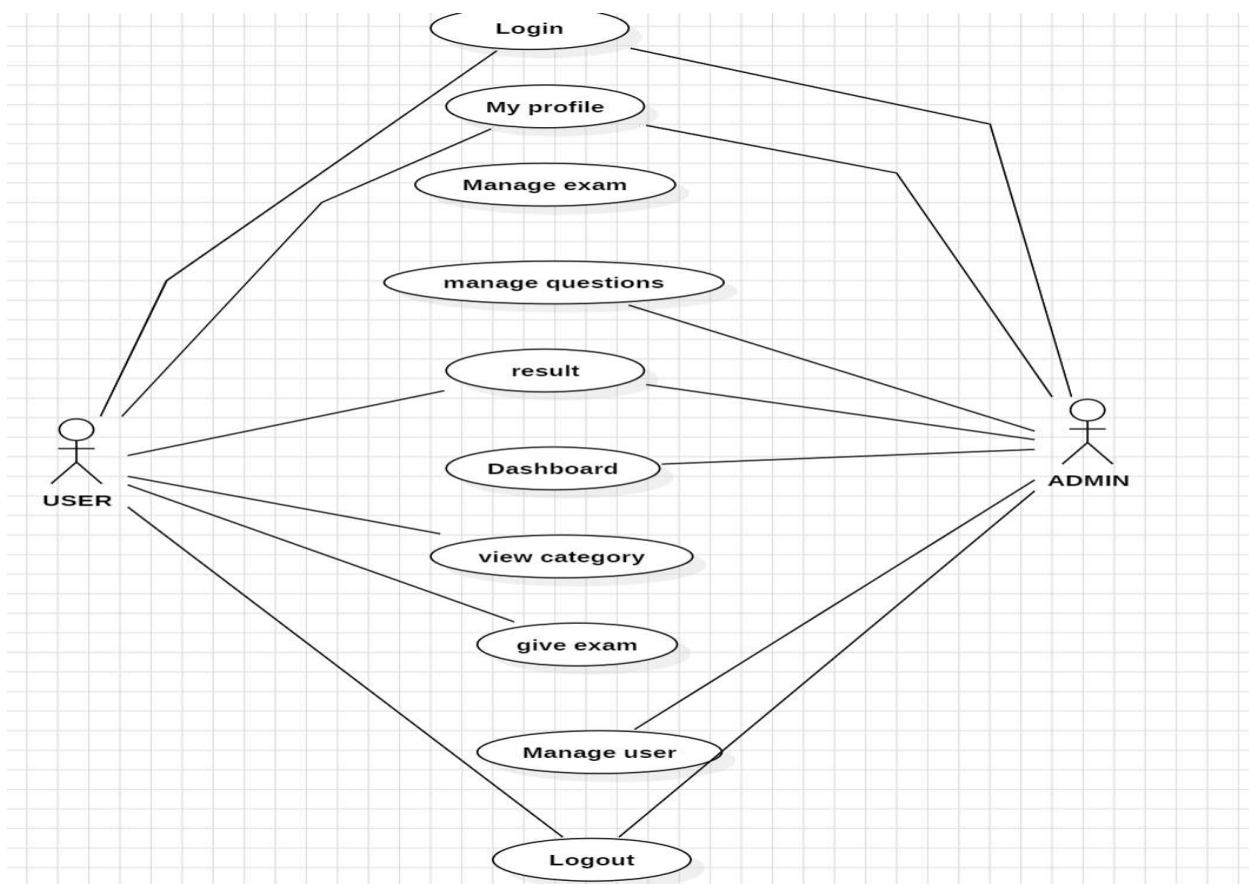 Login
My profile
Manage exam
manage questions
result
Dashboard
USER
ADMIN
view category
give exam
Manage user
Logout